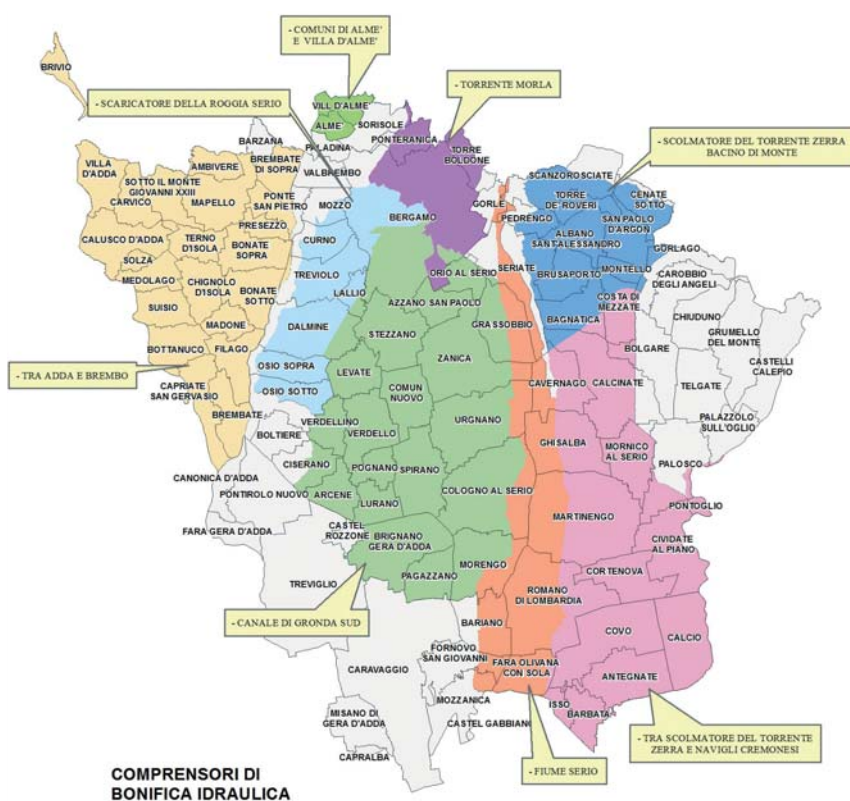 - COMUNI DI ALME'
E VILLA D'ALME'
BRIVIO
- SCARICATORE DELLA ROGGIA SERIO
- TORRENTE MORLA
VILL D'ALME'
ALME'
SORISOLE
BARZANA
PALADINA
PONTERANICA
TORRE
BOLDONE
- SCOLMATORE DEL TORRENTE ZERRA
BACINO DI MONTE
VILLA
D'ADDA
AMBIVERE
BREMBATE
DI SOPRA
VALBREMBO
SCANZOROSCIATE
SOTTO IL MONTE
GIOVANNI XXIII
CARVICO
MAPELLO
PONTE
SAN PIETRO
MOZZO
BERGAMO
GORLE
PEDRENGO
TORRE
DE' ROVERI
CENATE
SOTTO
SAN PAOLO
D'ARGON
CALUSCO D'ADDA
TERNO
D'ISOLA
PRESEZZO
BONATE
SOPRA
CURNO
ALBANO
SANT'ALESSANDRO
GORLAGO
SOLZA
MEDOLAGO
CHIGNOLO
D'ISOLA
BONATE
SOTTO
TREVIOLO
LALLIO
ORIO AL SERIO
SERIATE
BRUSAPORTO
MONTELLO
CAROBBIO
DEGLI ANGELI
SUISIO
MADONE
DALMINE
AZZANO SAN PAOLO
STEZZANO
GRASSOBBIO
BAGNATICA
COSTA DI
MEZZATE
CHIUDUNO
GRUMELLO
DEL MONTE
BOTTANUCO
FILAGO
ZANICA
BOLGARE
CASTELLI
CALEPIO
- TRA ADDA E BREMBO
OSIO SOPRA
OSIO SOTTO
LEVATE
COMUN
NUOVO
CAVERNAGO
CALCINATE
TELGATE
CAPRIATE
SAN GERVASIO
BREMBATE
BOLTIERE
VERDELLINO
VERDELLO
URGNANO
GHISALBA
MORNICO
AL SERIO
PALAZZOLO
SULL'OGLIO
CISERANO
POGNANO
SPIRANO
PALOSCO
CANONICA D'ADDA
PONTIROLO NUOVO
ARCENE
LURANO
COLOGNO AL SERIO
MARTINENGO
PONTOGLIO
FARA GERA D'ADDA
CASTEL
ROZZONE
BRIGNANO
GERA D'ADDA
CIVIDATE
AL PIANO
TREVIGLIO
PAGAZZANO
MORENGO
CORTENOVA
ROMANO
DI LOMBARDIA
- CANALE DI GRONDA SUD
BARIANO
COVO
CALCIO
CARAVAGGIO
FORNOVO
SAN GIOVANNI
FARA OLIVANA
CON SOLA
ANTEGNATE
MOZZANICA
ISSO
BARBATA
MISANO DI
GERA D'ADDA
CASTEL GABBIANO
CAPRALBA
- FIUME SERIO
- TRA SCOLMATORE DEL TORRENTE
ZERRA E NAVIGLI CREMONESI
COMPRENSORI DI
BONIFICA IDRAULICA